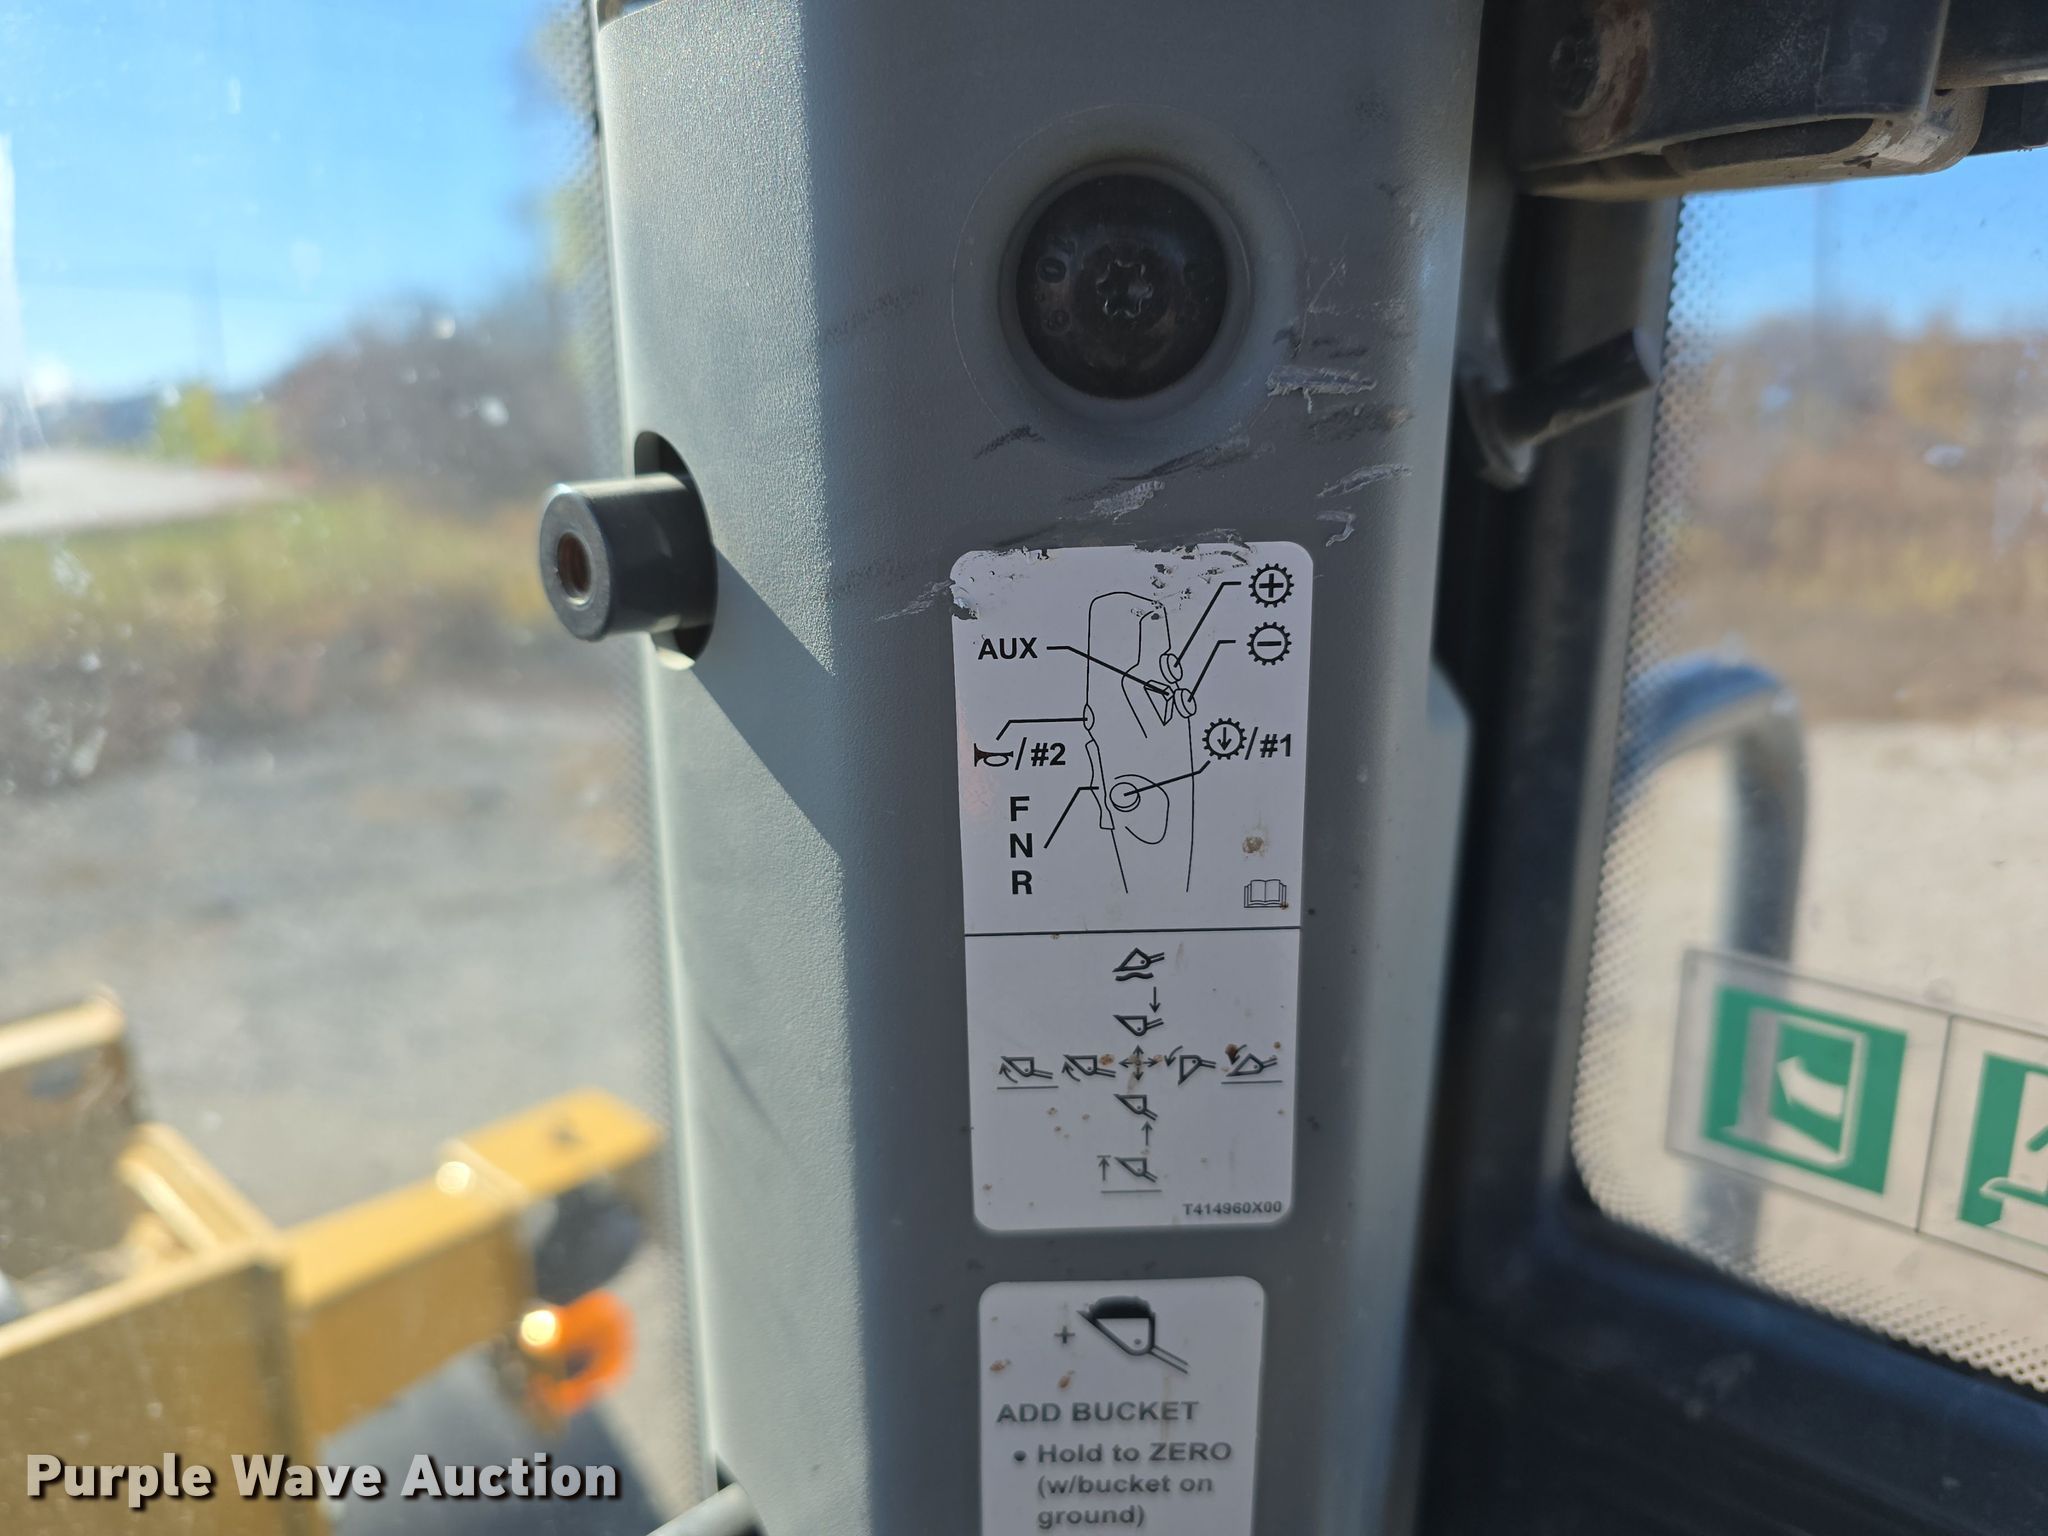 AUX
/#2
/#1
F
N
R
T414960X00
+
ADD BUCKET
• Hold to ZERO
(w/bucket on
ground)
Purple Wave Auction